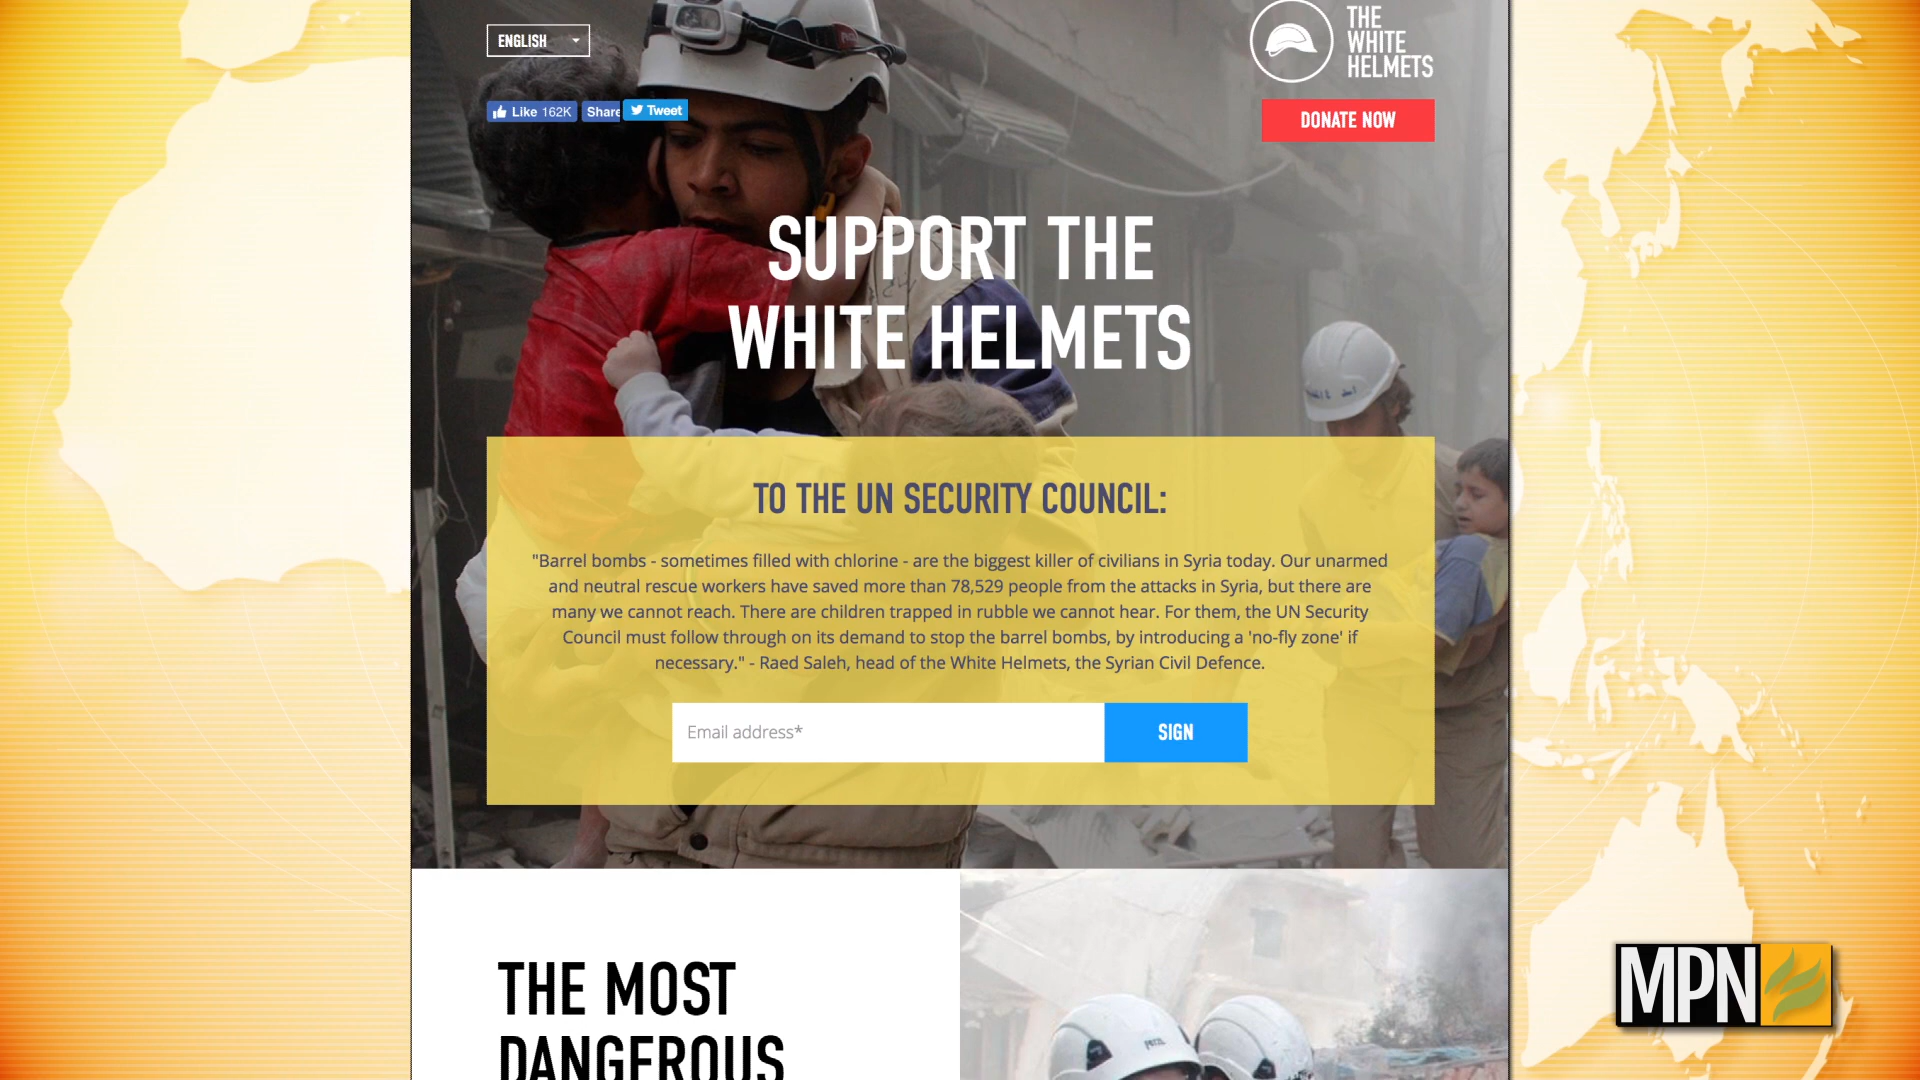 ENGLISH
THE
WHITE
HELMETS
Like 162K Share Tweet
DONATE NOW
SUPPORT THE
WHITE HELMETS
TO THE UN SECURITY COUNCIL:
"Barrel bombs - sometimes filled with chlorine - are the biggest killer of civilians in Syria today. Our unarmed
and neutral rescue workers have saved more than 78,529 people from the attacks in Syria, but there are
many we cannot reach. There are children trapped in rubble we cannot hear. For them, the UN Security
Council must follow through on its demand to stop the barrel bombs, by introducing a 'no-fly zone' if
necessary." - Raed Saleh, head of the White Helmets, the Syrian Civil Defence.
Email address*
SIGN
THE MOST
DANGEROUS
MPN